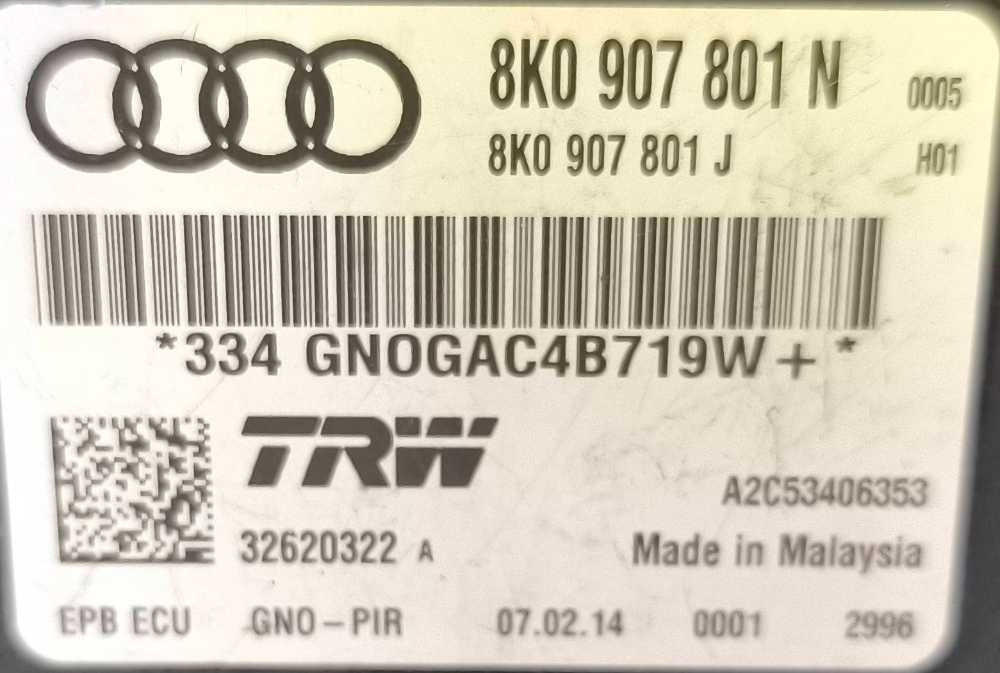 8K0 907 801 N 0005
8K0 907 801 J H01
*334 GNOGAC4B719W+*
TRW
A2C53406353
32620322 A Made in Malaysia
EPB ECU GNO-PIR 07.02.14 0001 2996